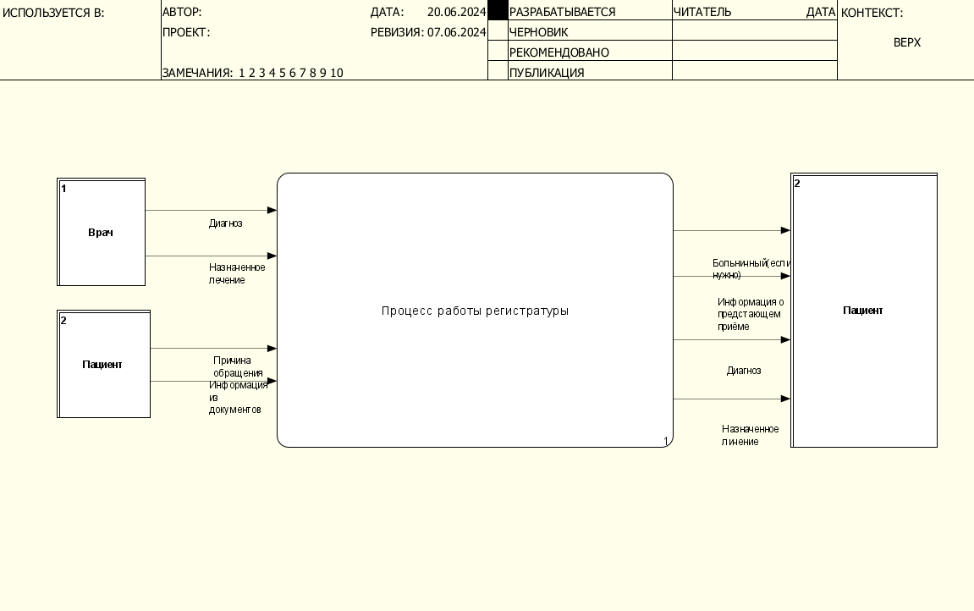 ИСПОЛЬЗУЕТСЯ В:
АВТОР:
ДАТА: 20.06.2024
РАЗРАБАТЫВАЕТСЯ
ЧИТАТЕЛЬ
ДАТА
КОНТЕКСТ:
ПРОЕКТ:
РЕВИЗИЯ: 07.06.2024
ЧЕРНОВИК
ВЕРХ
РЕКОМЕНДОВАНО
ЗАМЕЧАНИЯ: 1 2 3 4 5 6 7 8 9 10
ПУБЛИКАЦИЯ
1
Врач
Диагноз
Назначенное
лечение
2
Пациент
Причина
обращения
Информация
из
документов
Процесс работы регистратуры
1
Больничный(если
нужно)
Информация о
предстающем
приёме
Диагноз
Назначенное
личение
2
Пациент